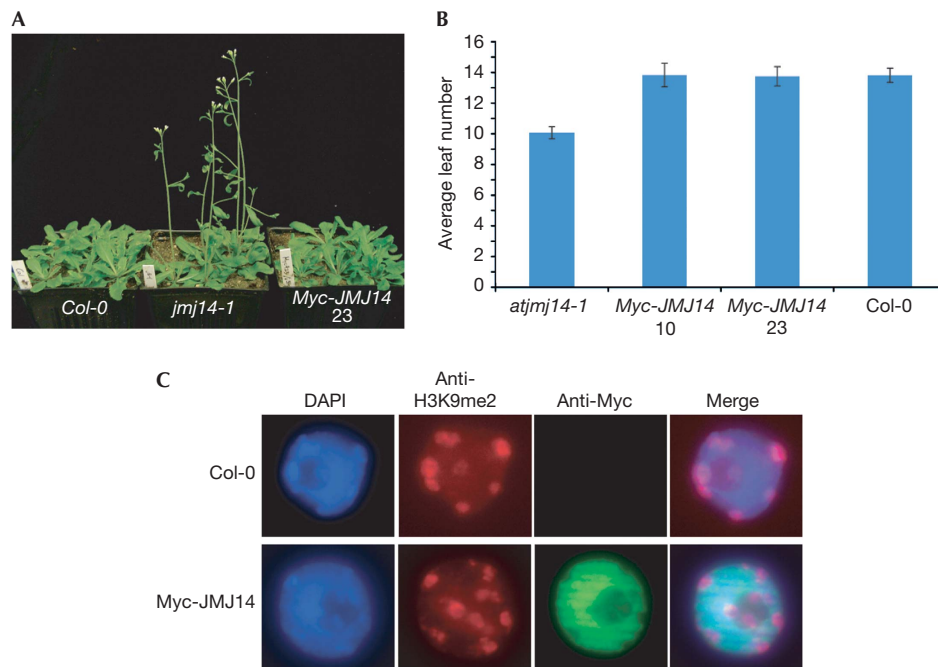 A
Col-0
jmj14-1
Myc-JMJ14
23
B
Average leaf number
16
14
12
10
8
6
4
2
0
atjmj14-1
Myc-JMJ14
10
Myc-JMJ14
23
Col-0
C
DAPI
Anti-
H3K9me2
Anti-Myc
Merge
Col-0
Myc-JMJ14